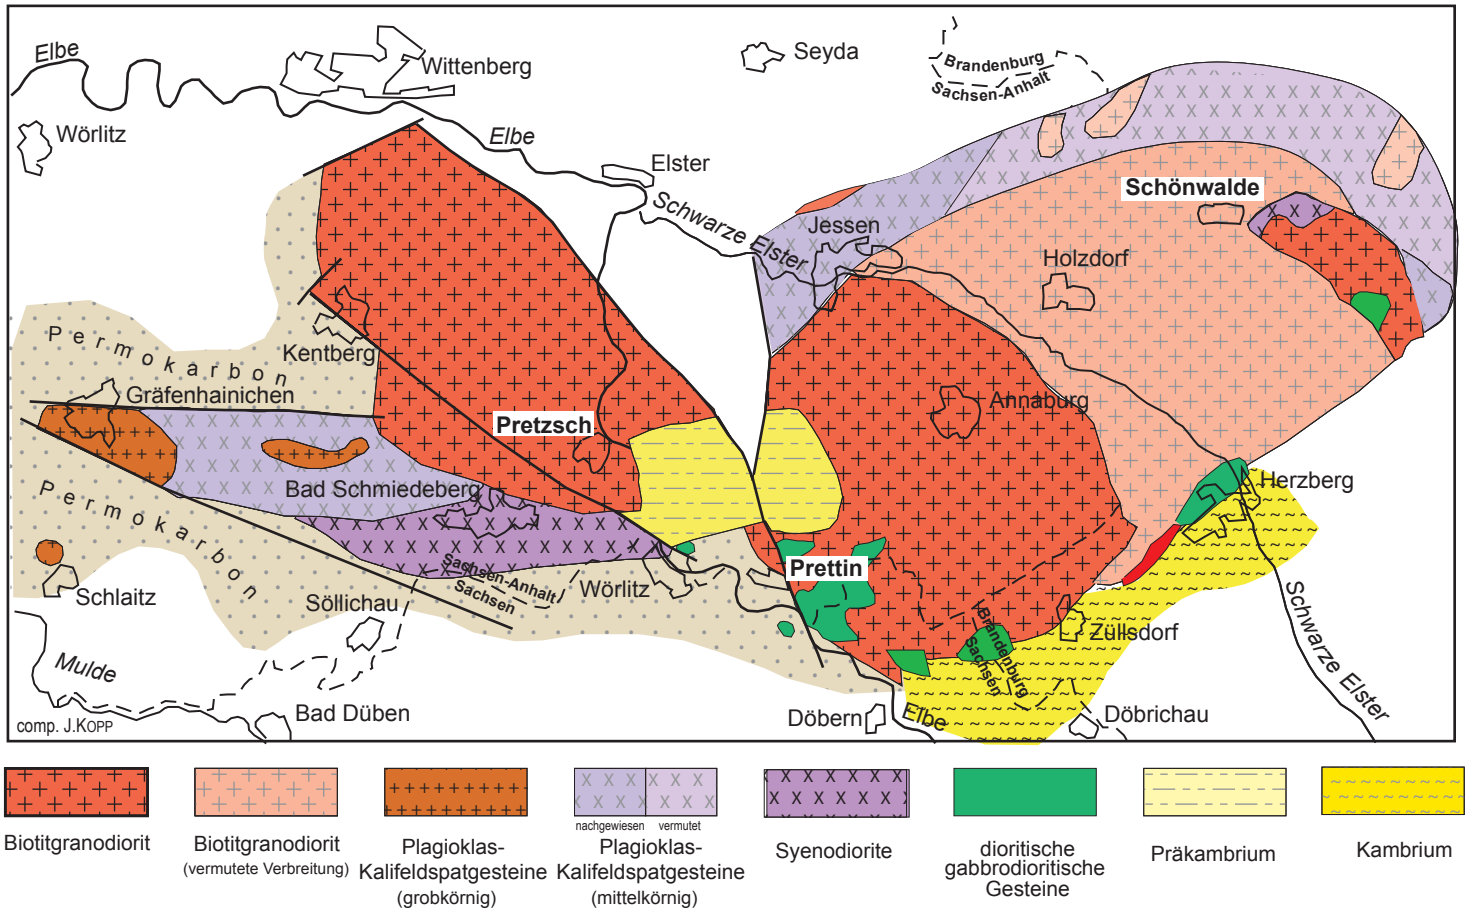 Elbe
Wittenberg
Seyda
Brandenburg
Sachsen-Anhalt
Wörlitz
Elbe
Elster
Schwarze Elster
Schönwalde
Jessen
Holzdorf
Kentberg
Permokarbon
Gräfenhainichen
Annaburg
Pretzsch
Bad Schmiedeberg
Herzberg
Permokarbon
Sachsen-Anhalt
Sachsen
Wörlitz
Prettin
Schlaitz
Söllichau
Züllsdorf
Brandenburg
Sachsen
Schwarze Elster
Mulde
Bad Düben
Döbern
Elbe
Döbrichau
comp. J.KOPP
Biotitgranodiorit
Biotitgranodiorit
(vermutete Verbreitung)
Plagioklas-
Kalifeldspatgesteine
(grobkörnig)
nachgewiesen vermutet
Plagioklas-
Kalifeldspatgesteine
(mittelkörnig)
Syenodiorite
dioritische
gabbrodioritische
Gesteine
Präkambrium
Kambrium